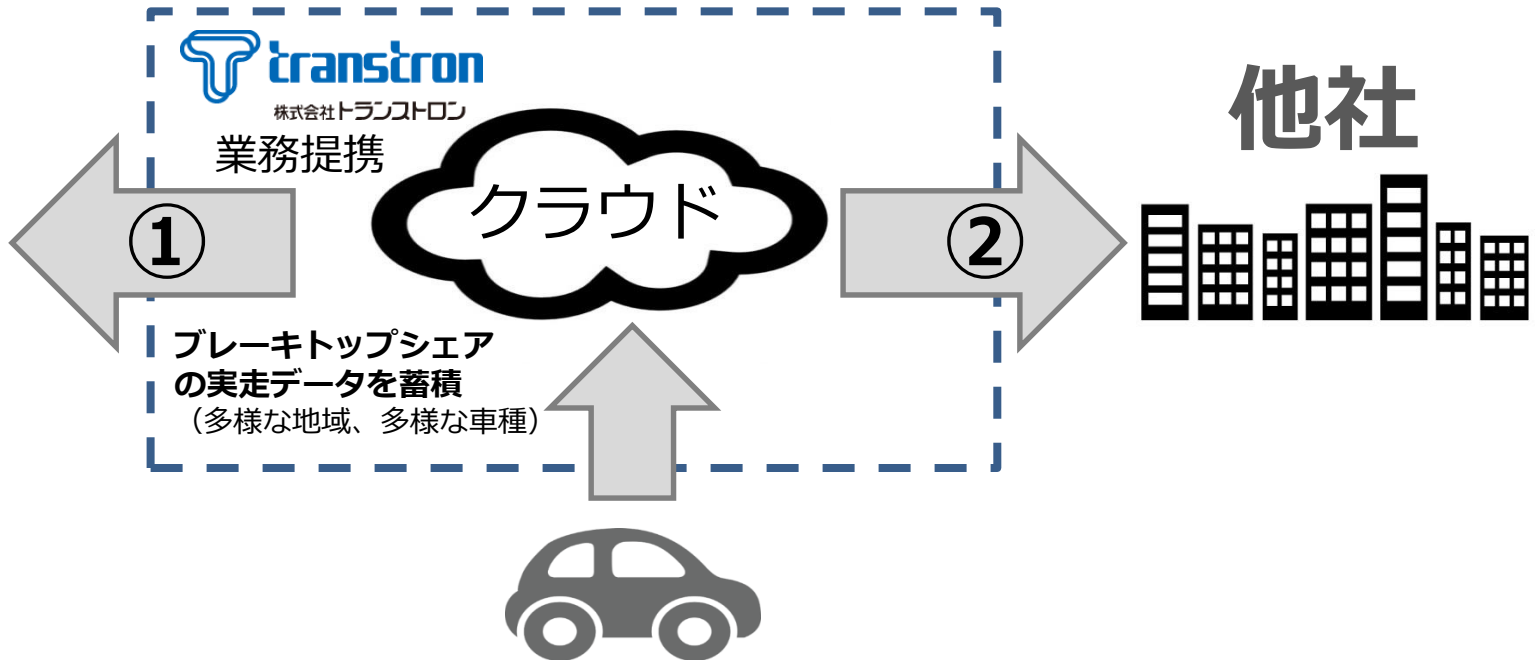 transtron
株式会社トランストロン
業務提携
他社
クラウド
①
②
ブレーキトップシェア
の実走データを蓄積
（多様な地域、多様な車種）